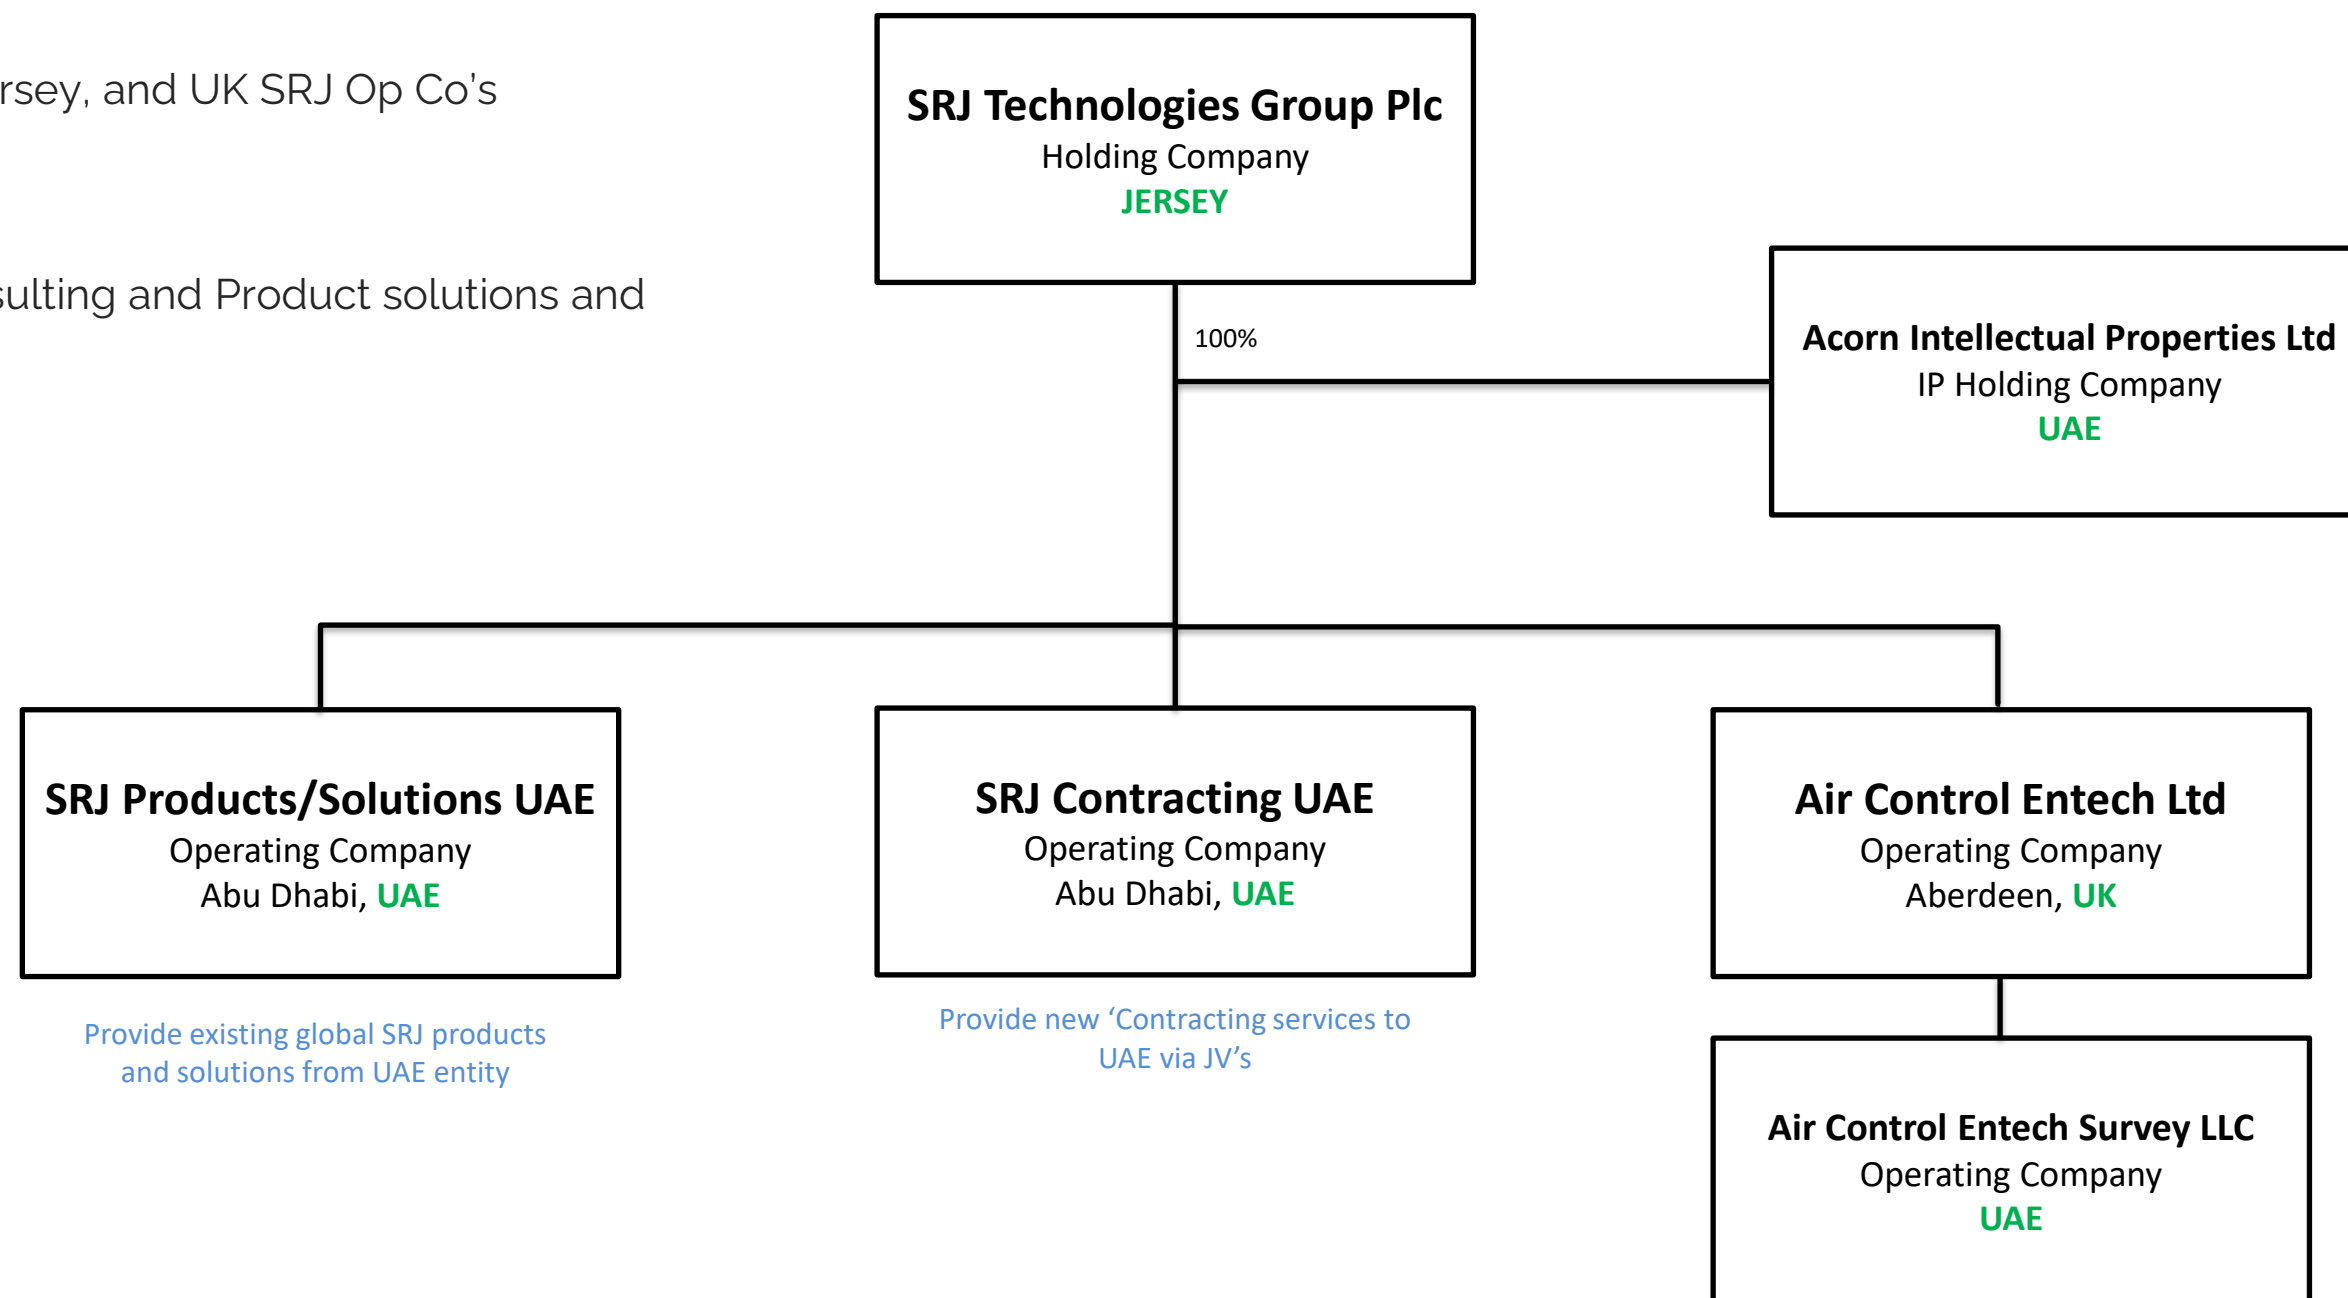 rsey, and UK SRJ Op Co's
sulting and Product solutions and
SRJ Technologies Group Plc
Holding Company
JERSEY
100%
Acorn Intellectual Properties Ltd
IP Holding Company
UAE
SRJ Products/Solutions UAE
Operating Company
Abu Dhabi, UAE
Provide existing global SRJ products
and solutions from UAE entity
SRJ Contracting UAE
Operating Company
Abu Dhabi, UAE
Provide new ‘Contracting services to
UAE via JV’s
Air Control Entech Ltd
Operating Company
Aberdeen, UK
Air Control Entech Survey LLC
Operating Company
UAE